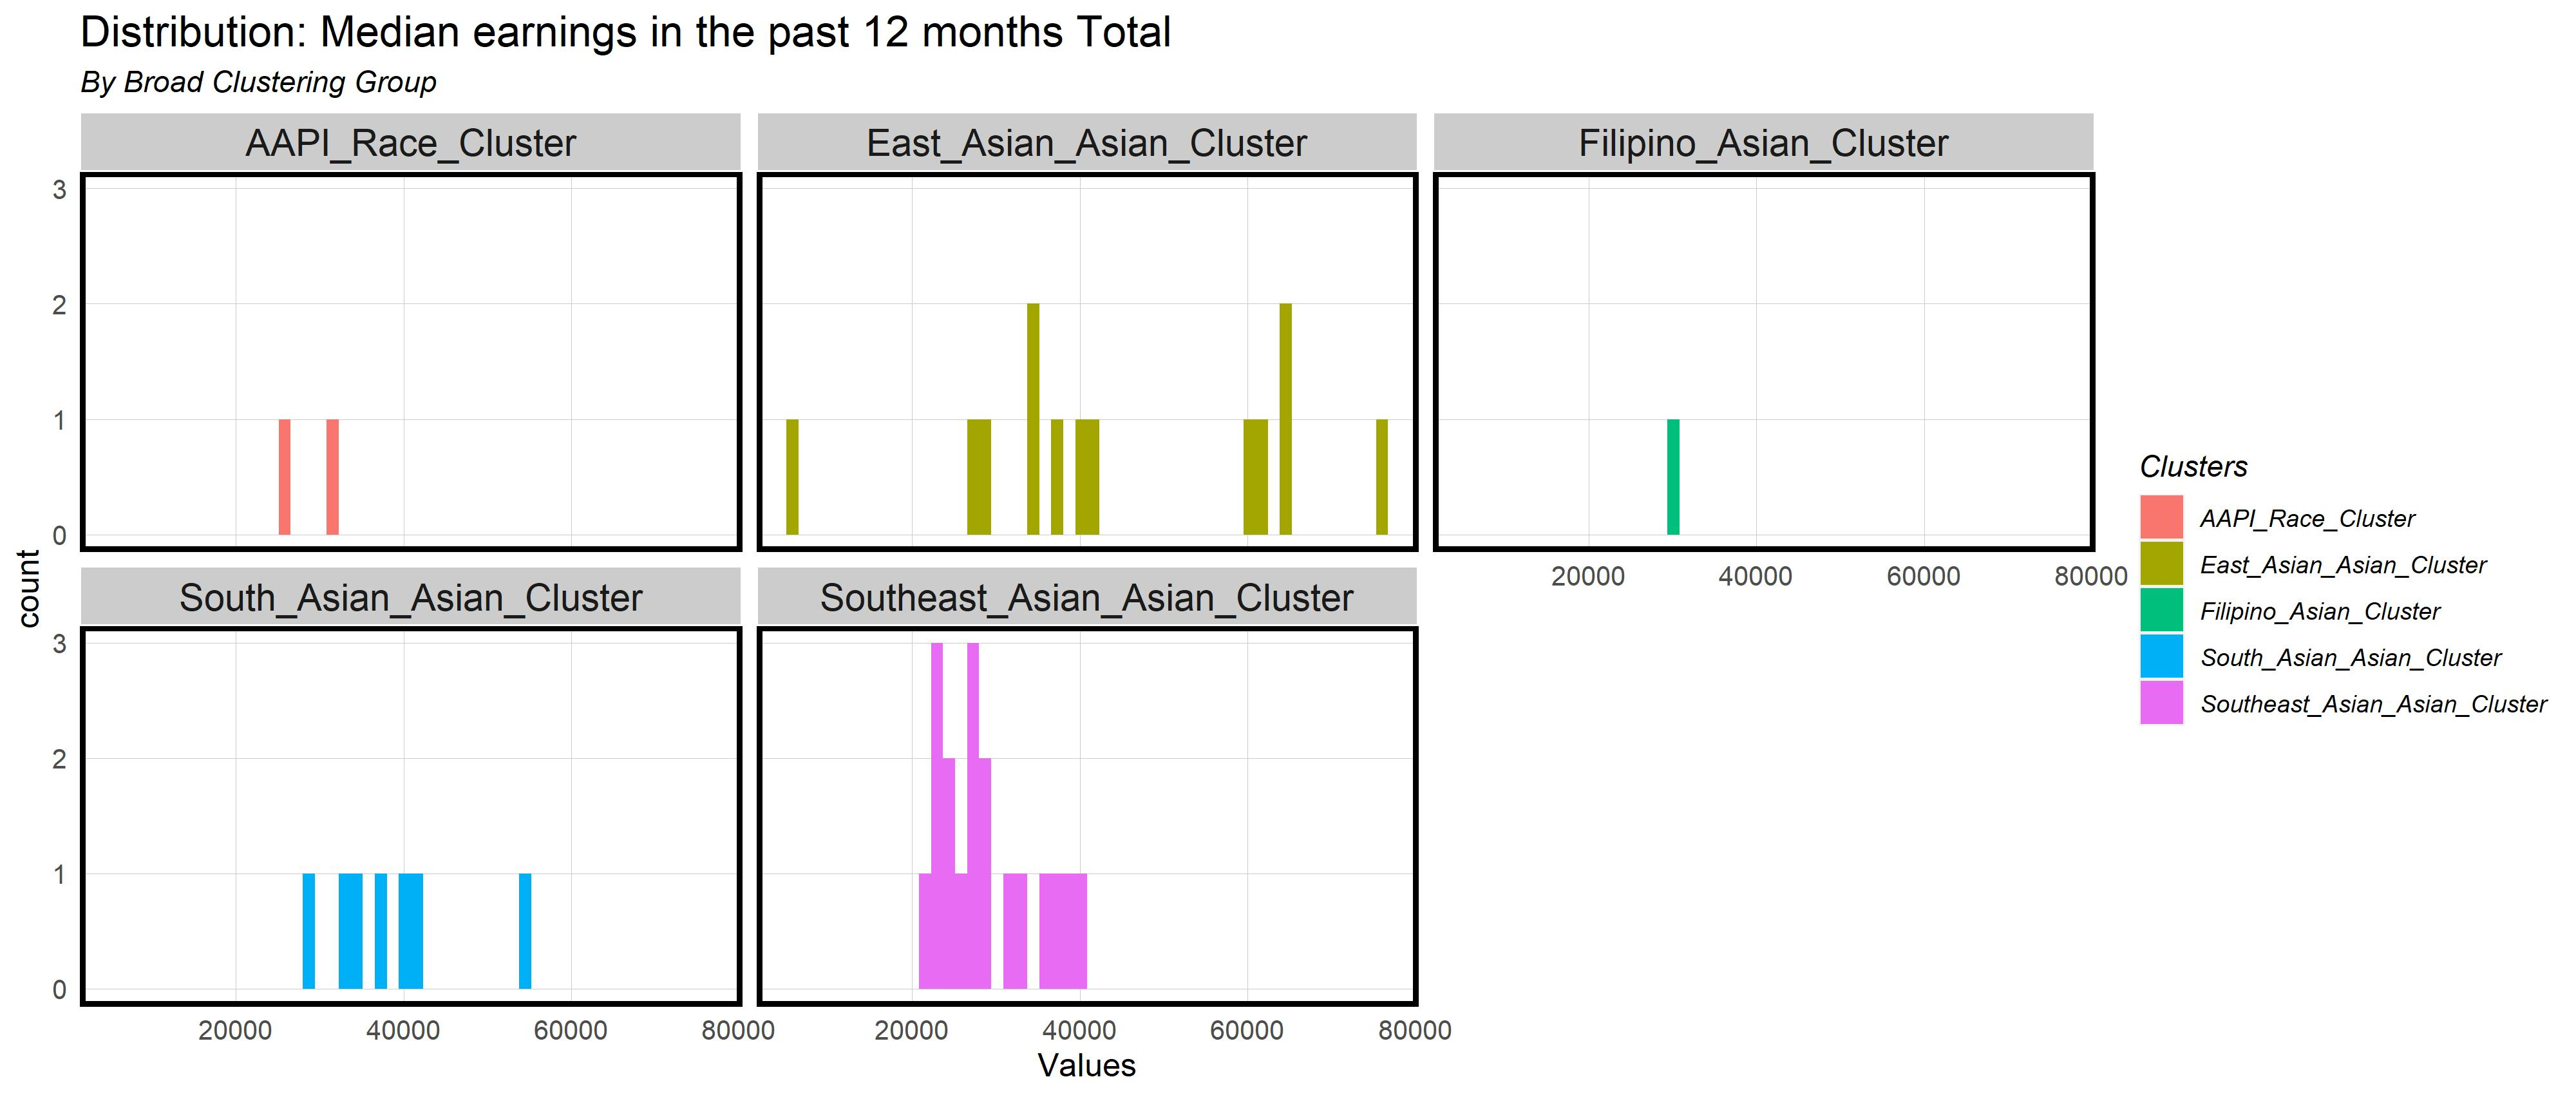 Distribution: Median earnings in the past 12 months Total
By Broad Clustering Group
AAPI_Race_Cluster
East_Asian_Asian_Cluster
Filipino_Asian_Cluster
3
2
1
0
20000
40000
60000
80000
South_Asian_Asian_Cluster
Southeast_Asian_Asian_Cluster
3
2
1
0
20000
40000
60000
80000
20000
40000
60000
80000
count
Values
Clusters
AAPI_Race_Cluster
East_Asian_Asian_Cluster
Filipino_Asian_Cluster
South_Asian_Asian_Cluster
Southeast_Asian_Asian_Cluster